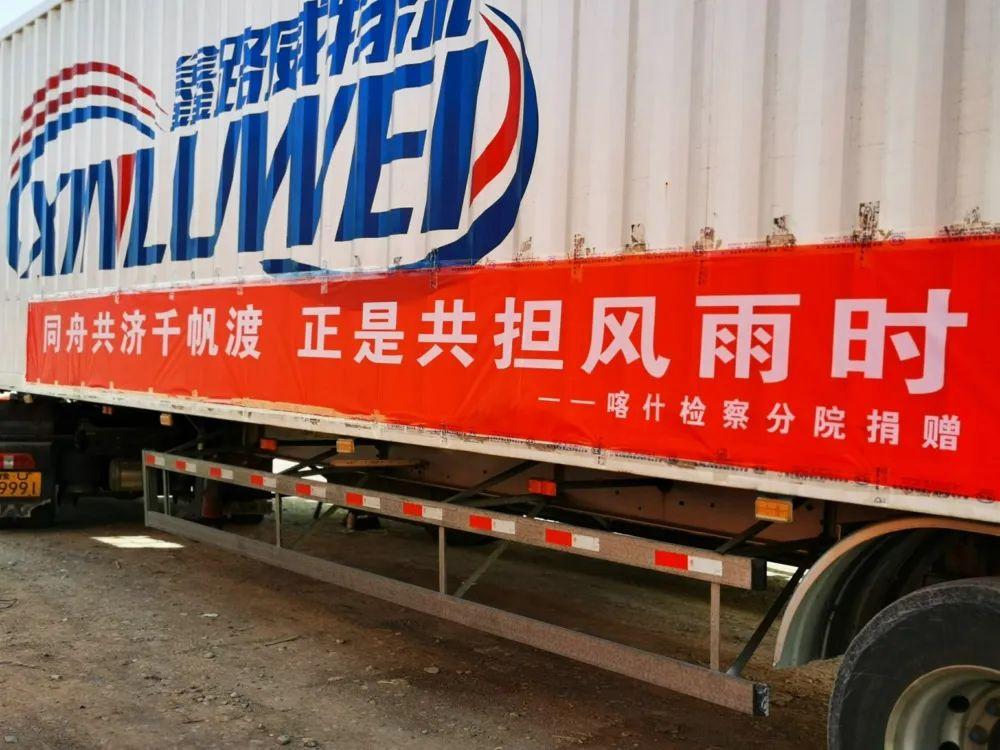 鑫路威物流
XINLUWEI
同舟共济千帆渡 正是共担风雨时
——喀什检察分院捐赠
9991